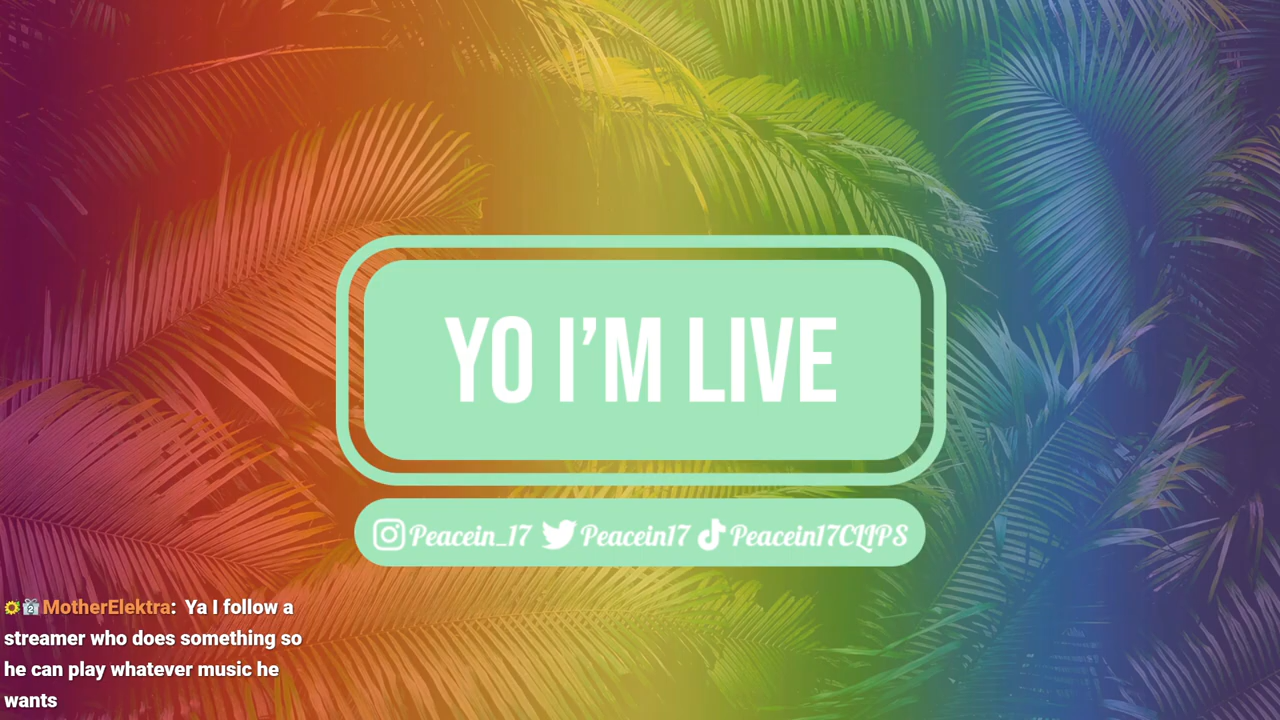 YO I’M LIVE
Peacein_17 Peacein17 Peacein17CLIPS
MotherElektra: Ya I follow a
streamer who does something so
he can play whatever music he
wants